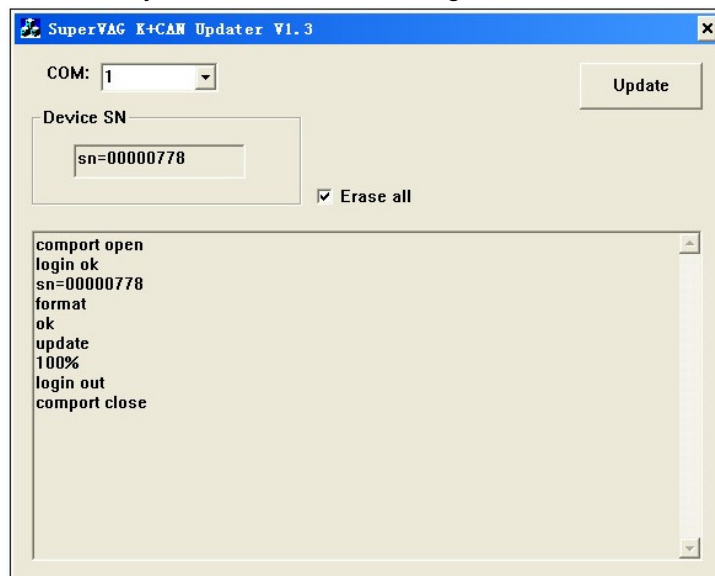 SuperVAG K+CAN Updater V1.3
COM: 1
Update
Device SN
sn=00000778
Erase all
comport open
login ok
sn=00000778
format
ok
update
100%
login out
comport close